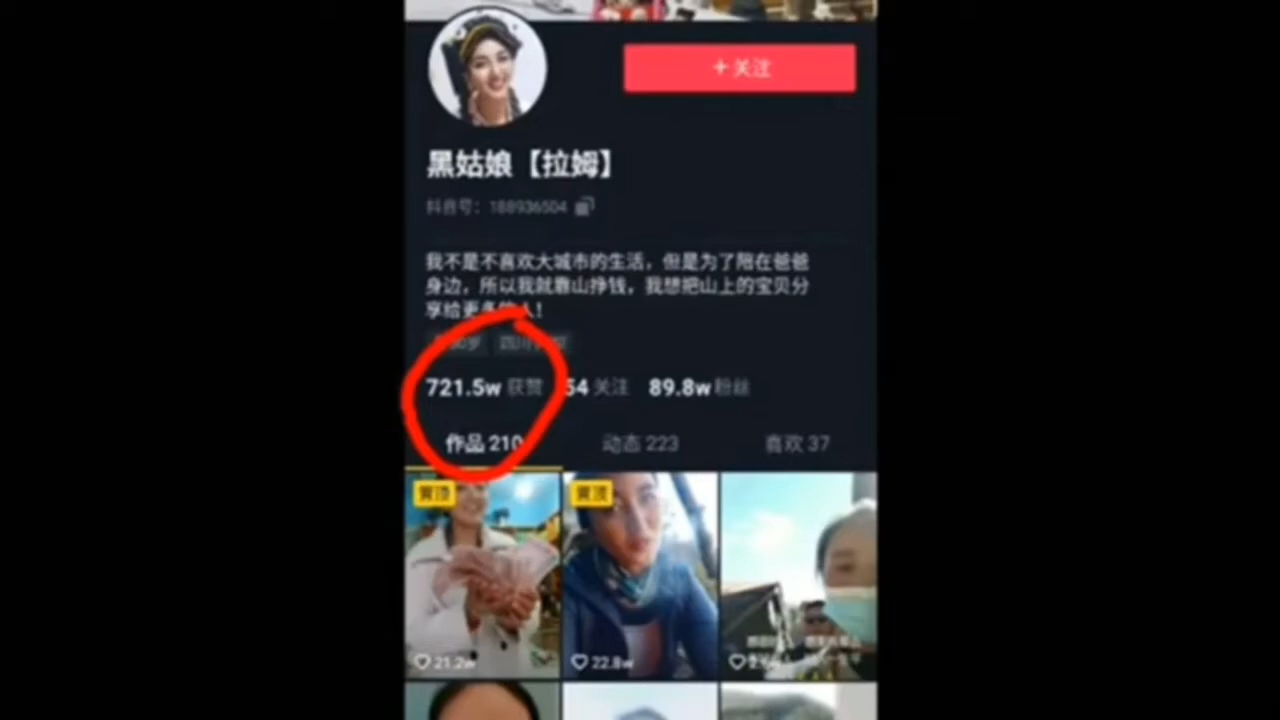 +关注
黑姑娘【拉姆】
抖音号：188936504
我不是不喜欢大城市的生活，但是为了陪在爸爸
身边，所以我就靠山挣钱，我想把山上的宝贝分
享给更多的人！
721.5w 获赞 54 关注 89.8w 粉丝
作品 210 动态 223 喜欢 37
置顶 置顶
21.2w 22.8w